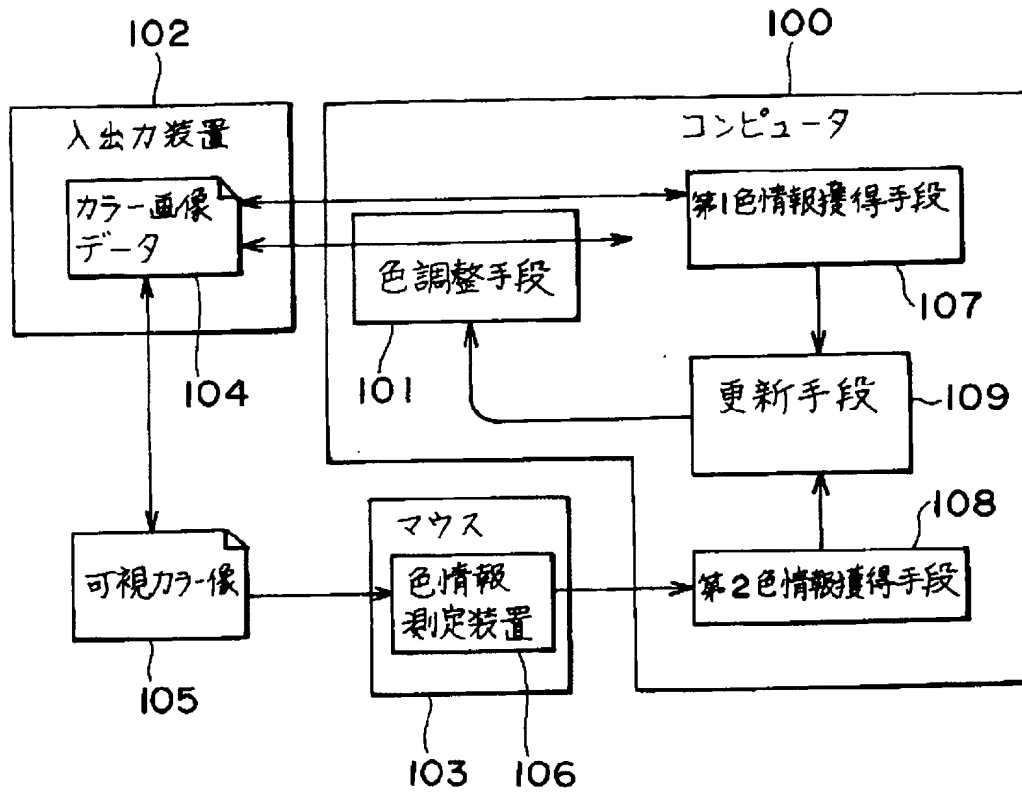 102
100
入出力装置
コンピュータ
カラー画像
データ
第1色情報獲得手段
色調整手段
104
101
107
更新手段
109
108
マウス
可視カラー像
色情報
測定装置
第2色情報獲得手段
105
103
106